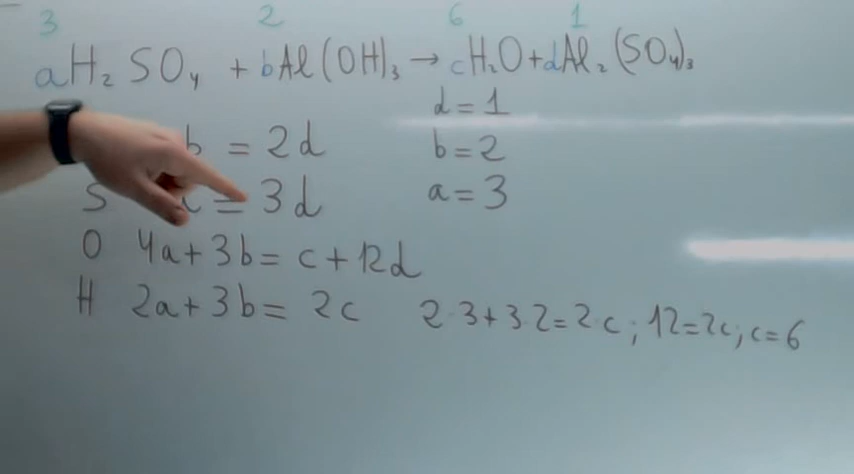 3 2 6 1
aH₂SO₄ + bAl(OH)₃ → cH₂O + dAl₂(SO₄)₃
d = 1
b = 2d b = 2
S = 3d a = 3
O 4a + 3b = c + 12d
H 2a + 3b = 2c 2·3 + 3·2 = 2·c ; 12 = 2c ; c = 6